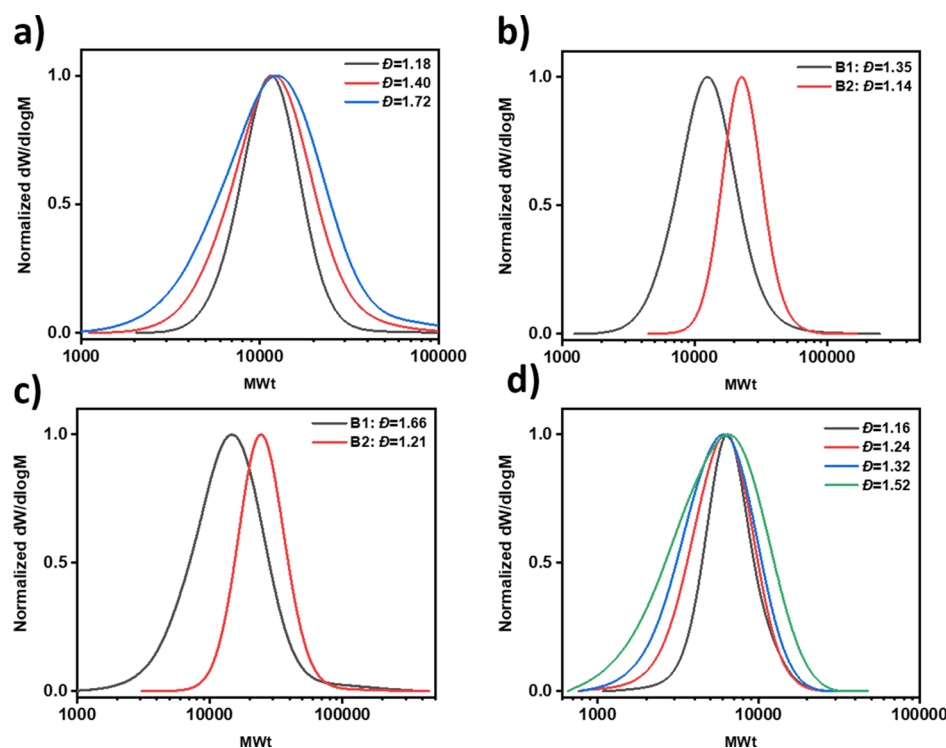 a)
Normalized dW/dlogM
1.0
0.5
0.0
Đ=1.18
Đ=1.40
Đ=1.72
1000
10000
100000
MWt
b)
Normalized dW/dlogM
1.0
0.5
0.0
B1: Đ=1.35
B2: Đ=1.14
1000
10000
100000
MWt
c)
Normalized dW/dlogM
1.0
0.5
0.0
B1: Đ=1.66
B2: Đ=1.21
1000
10000
100000
MWt
d)
Normalized dW/dlogM
1.0
0.5
0.0
Đ=1.16
Đ=1.24
Đ=1.32
Đ=1.52
1000
10000
100000
MWt